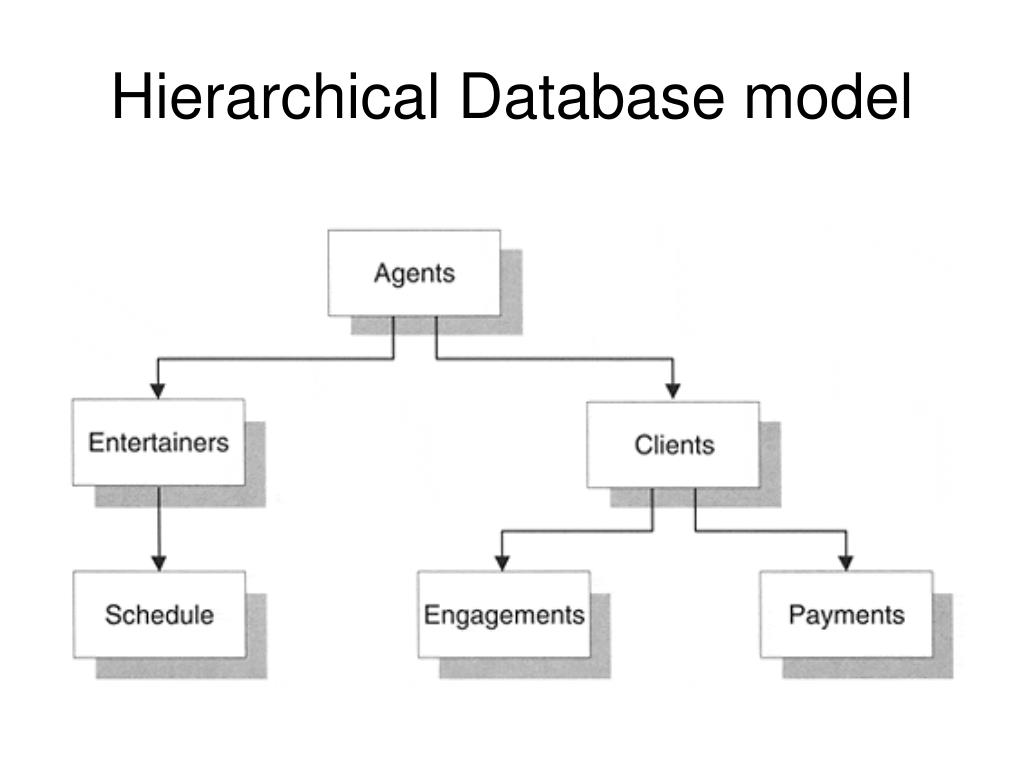 Hierarchical Database model
Agents
Entertainers
Clients
Schedule
Engagements
Payments